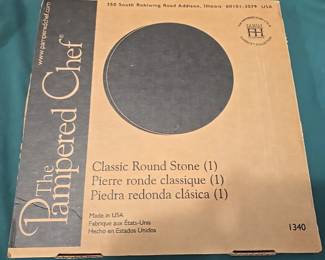 350 South Rohlwing Road Addison, Illinois 60101-3079 USA
www.pamperedchef.com
The
Pampered Chef®
Classic Round Stone (1)
Pierre ronde classique (1)
Piedra redonda clásica (1)
Made in USA
Fabriqué aux États-Unis
Hecho en Estados Unidos
1340